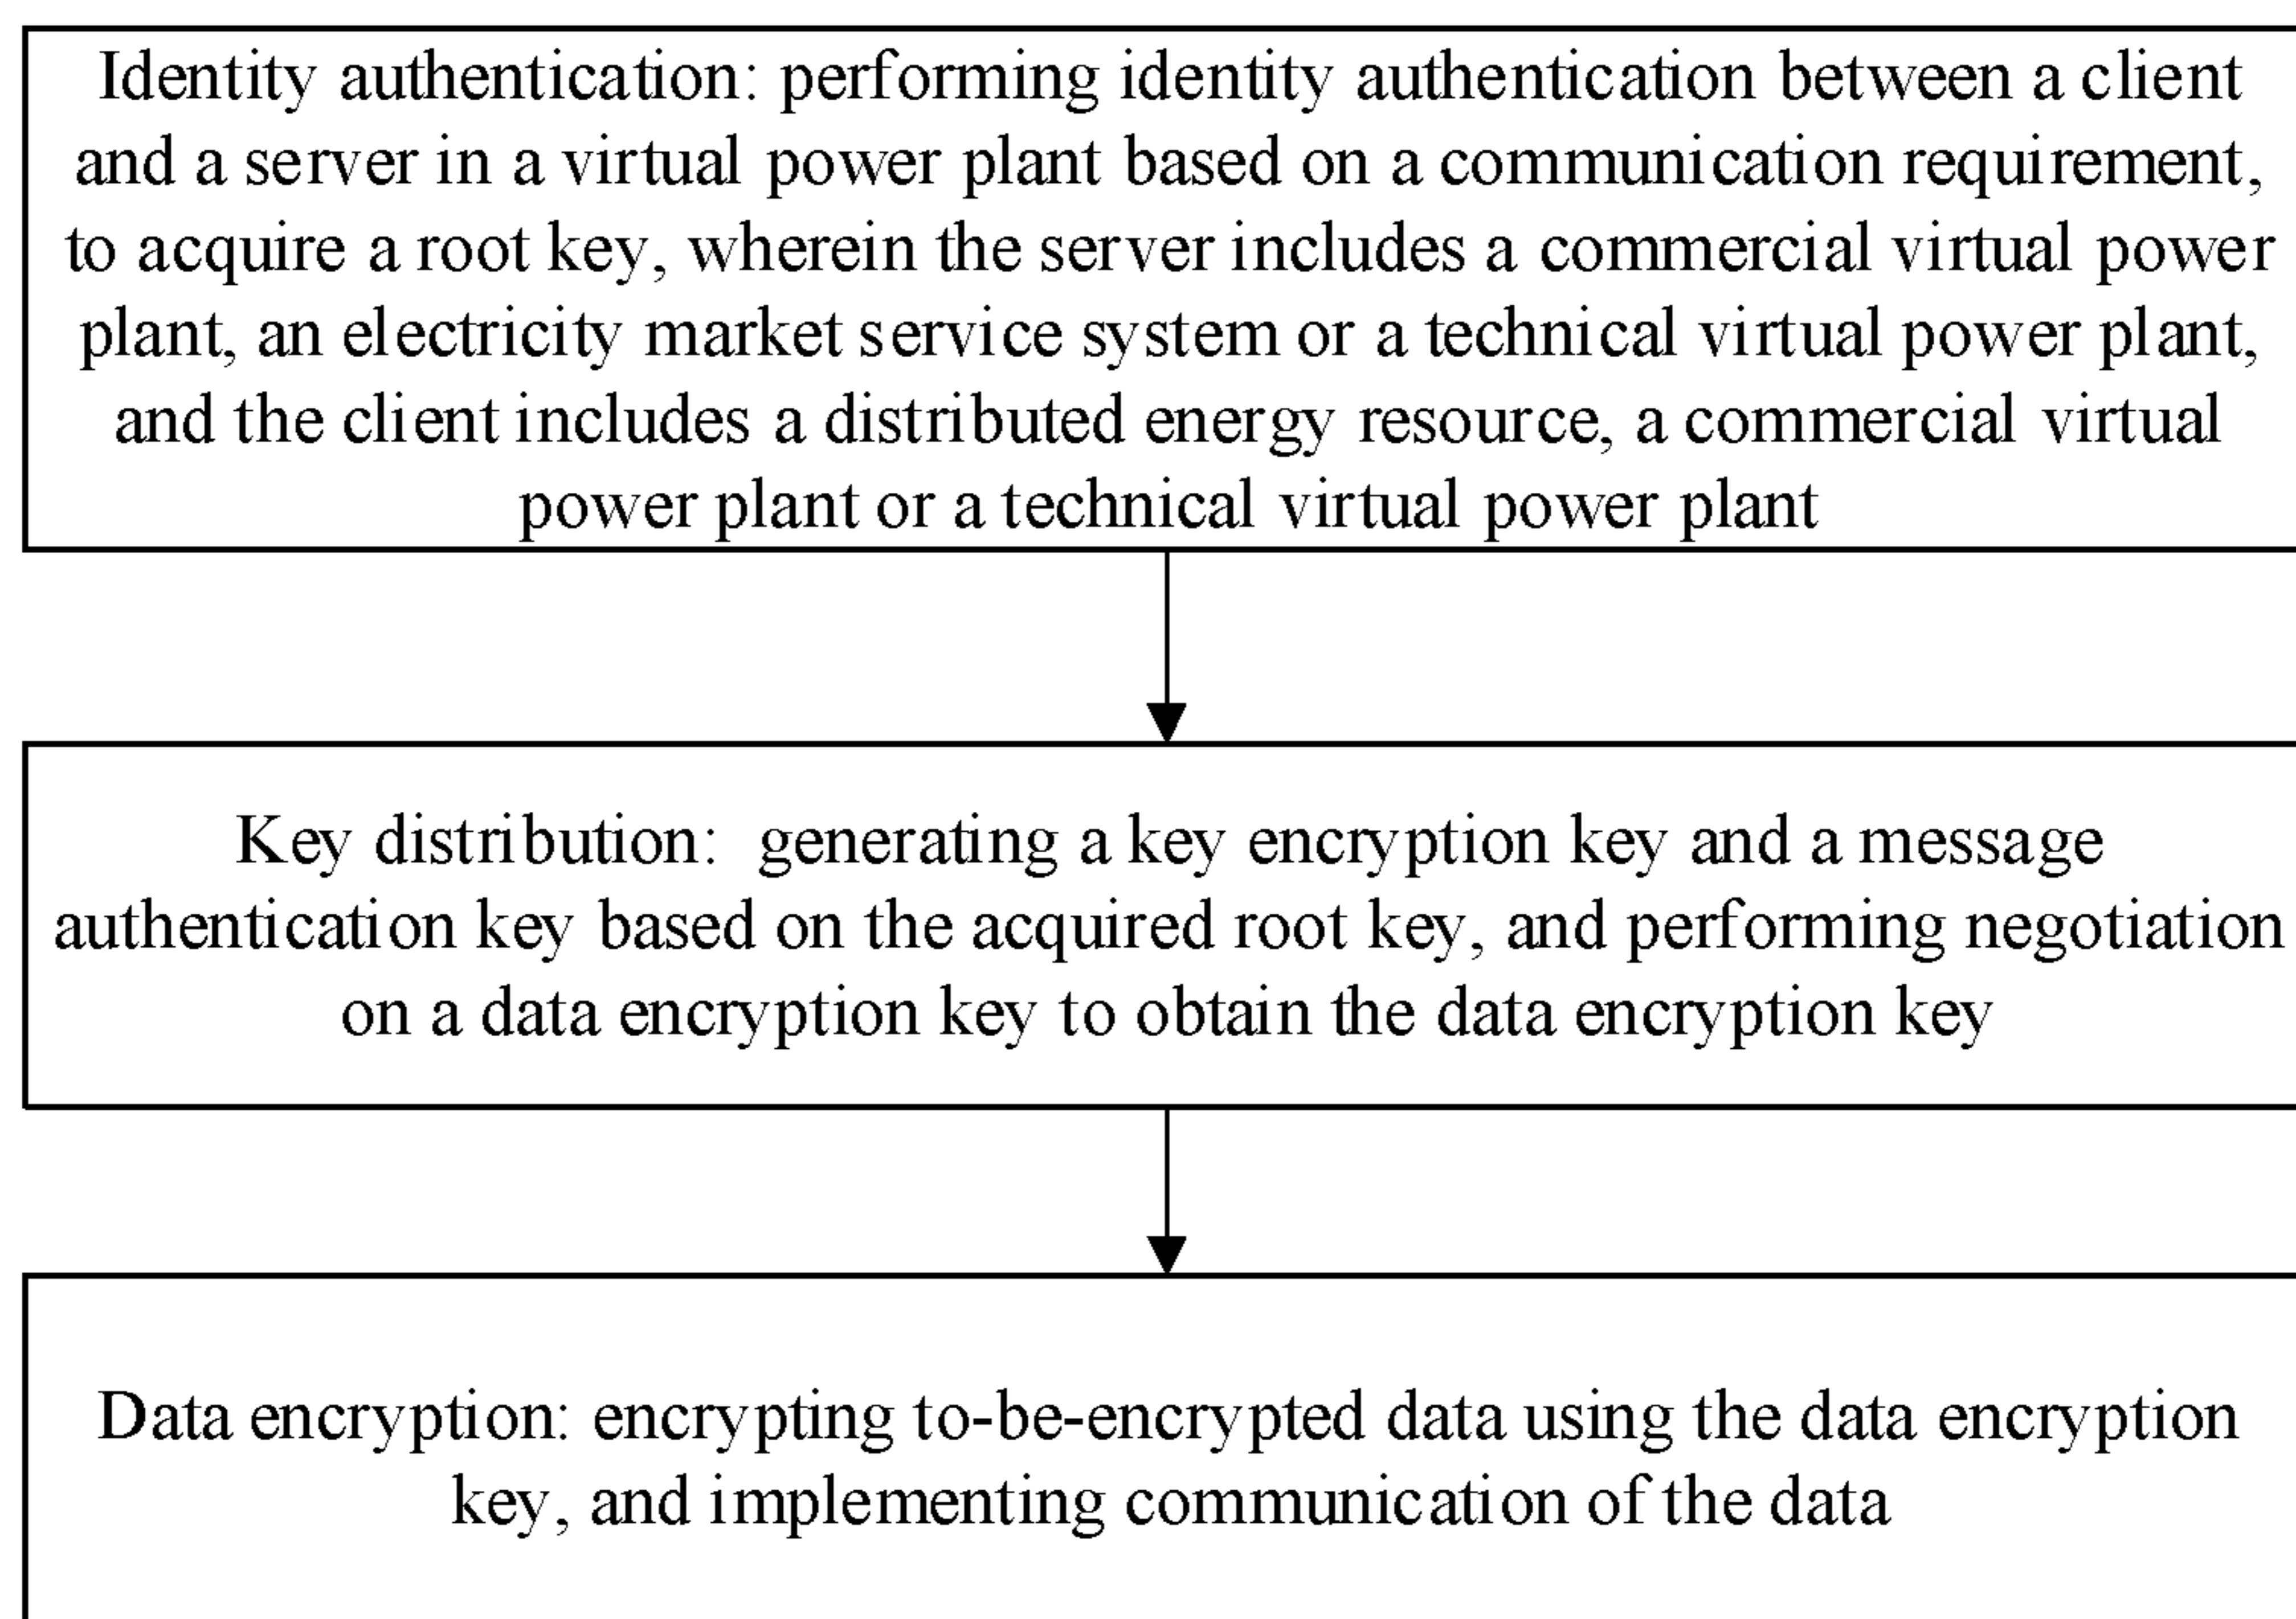 Identity authentication: performing identity authentication between a client
and a server in a virtual power plant based on a communication requirement,
to acquire a root key, wherein the server includes a commercial virtual power
plant, an electricity market service system or a technical virtual power plant,
and the client includes a distributed energy resource, a commercial virtual
power plant or a technical virtual power plant
Key distribution: generating a key encryption key and a message
authentication key based on the acquired root key, and performing negotiation
on a data encryption key to obtain the data encryption key
Data encryption: encrypting to-be-encrypted data using the data encryption
key, and implementing communication of the data